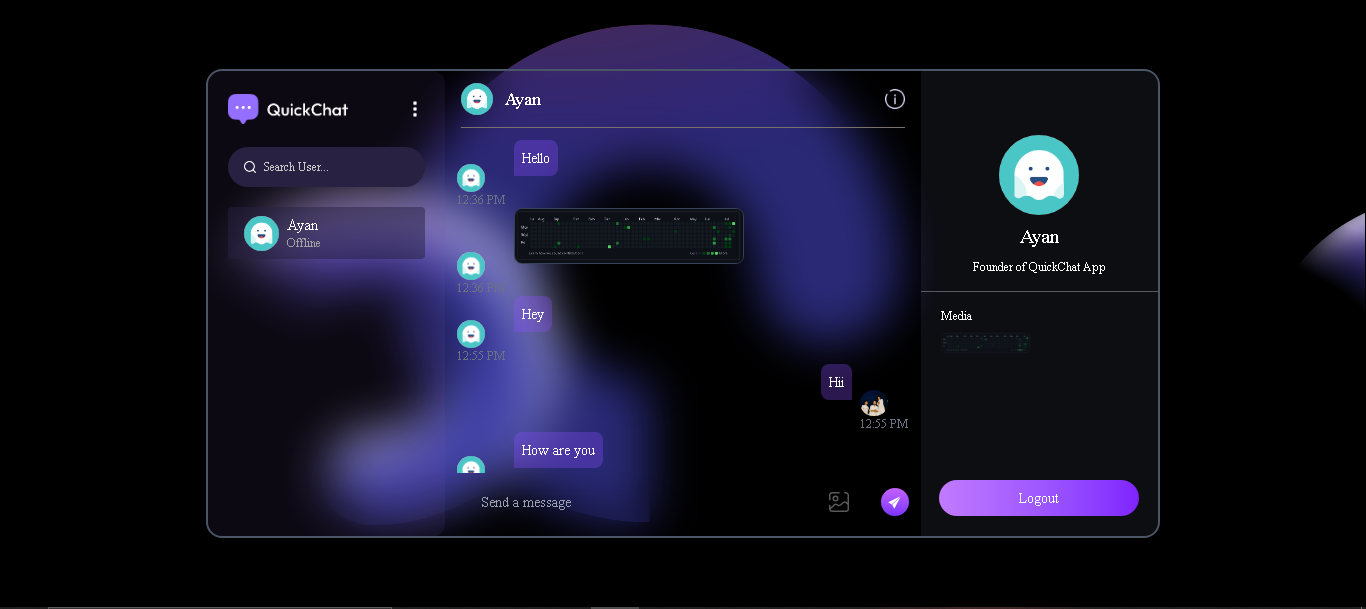 QuickChat
Search User...
Ayan
Offline
Ayan
Hello
12:36 PM
12:36 PM
Hey
12:55 PM
Hii
12:55 PM
How are you
Send a message
Ayan
Founder of QuickChat App
Media
Logout